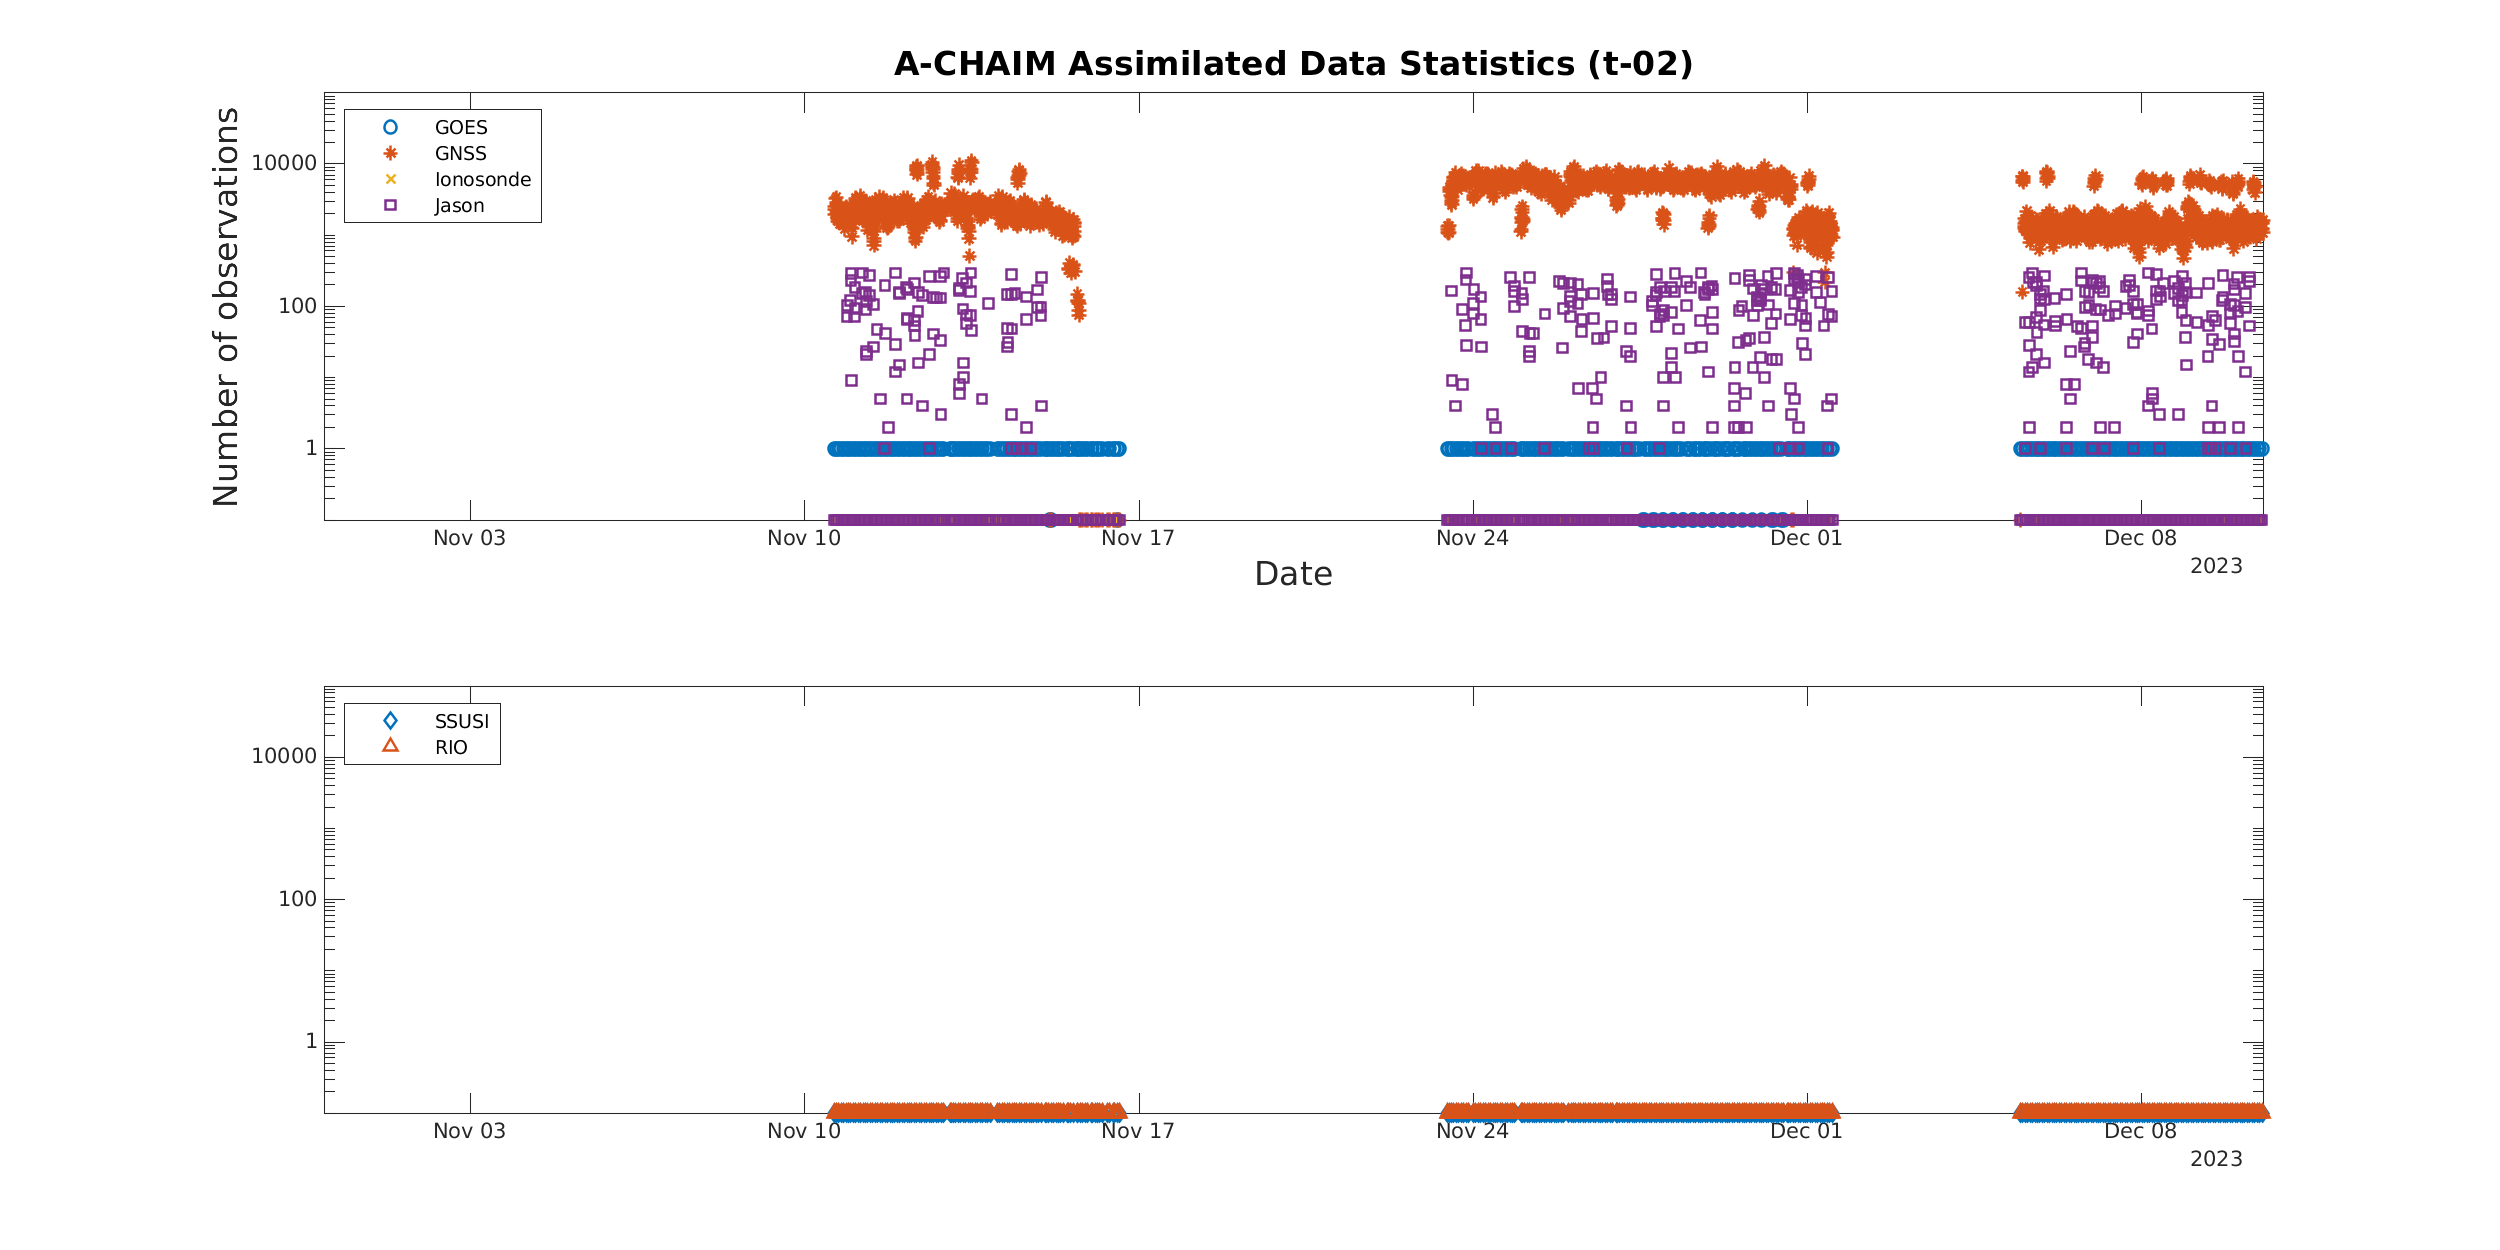 A-CHAIM Assimilated Data Statistics (t-02)
Number of observations
10000
100
1
GOES
GNSS
Ionosonde
Jason
Nov 03 Nov 10 Nov 17 Nov 24 Dec 01 Dec 08
2023
Date
10000
100
1
SSUSI
RIO
Nov 03 Nov 10 Nov 17 Nov 24 Dec 01 Dec 08
2023